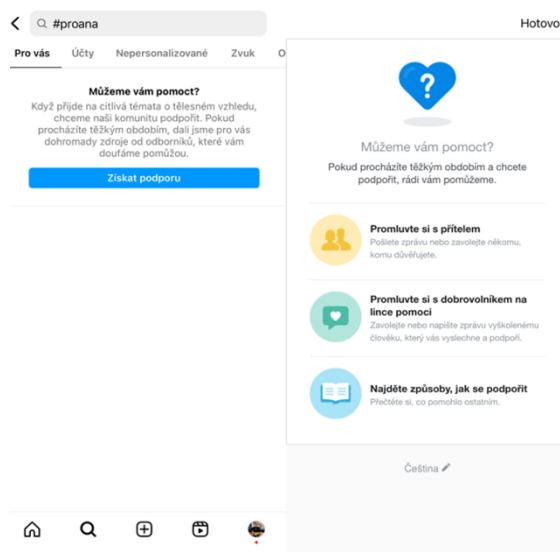 #proana
Pro vás Účty Nepersonalizované Zvuk O
Můžeme vám pomoct?
Když přijde na citlivá témata o tělesném vzhledu,
chceme naši komunitu podpořit. Pokud
procházíte těžkým obdobím, dali jsme pro vás
dohromady zdroje od odborníků, které vám
doufáme pomůžou.
Získat podporu
Hotovo
Můžeme vám pomoct?
Pokud procházíte těžkým obdobím a chcete
podpořit, rádi vám pomůžeme.
Promluvte si s přítelem
Pošlete zprávu nebo zavolejte někomu,
komu důvěřujete.
Promluvte si s dobrovolníkem na
lince pomoci
Zavolejte nebo napište zprávu vyškolenému
člověku, který vás vyslechne a podpoří.
Najděte způsoby, jak se podpořit
Přečtěte si, co pomohlo ostatním.
Čeština